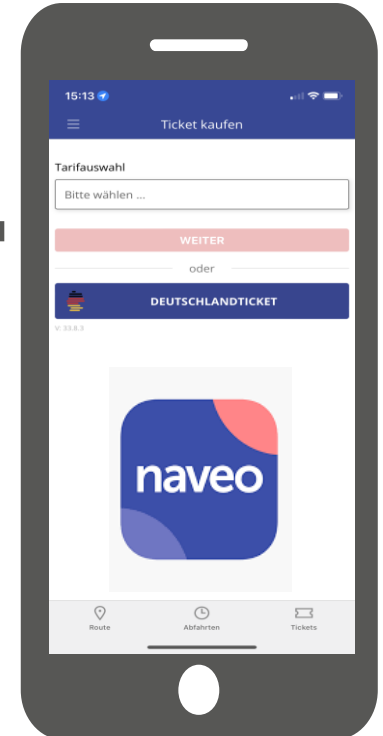 15:13
Ticket kaufen
Tarifauswahl
Bitte wählen ...
WEITER
oder
DEUTSCHLANDTICKET
V: 33.8.3
naveo
Route Abfahrten Tickets